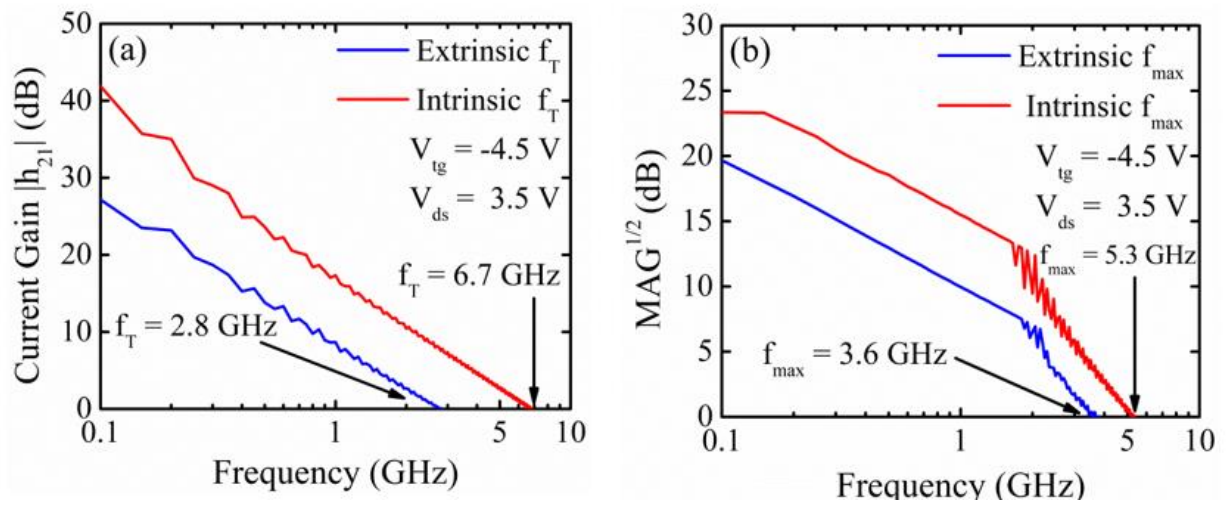 (a)
Extrinsic f_T
Intrinsic f_T
V_tg = -4.5 V
V_ds = 3.5 V
f_T = 6.7 GHz
f_T = 2.8 GHz
50
40
30
20
10
0
0.1
1
10
Current Gain |h_21| (dB)
Frequency (GHz)
(b)
Extrinsic f_max
Intrinsic f_max
V_tg = -4.5 V
V_ds = 3.5 V
f_max = 5.3 GHz
f_max = 3.6 GHz
30
25
20
15
10
5
0
0.1
1
10
MAG^1/2 (dB)
Frequency (GHz)